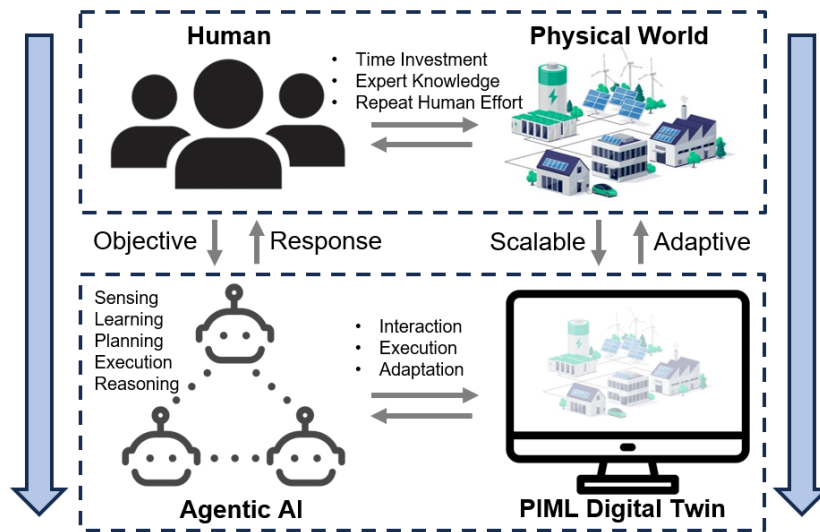 Human
Physical World
• Time Investment
• Expert Knowledge
• Repeat Human Effort
Objective
Response
Scalable
Adaptive
Sensing
Learning
Planning
Execution
Reasoning
• Interaction
• Execution
• Adaptation
Agentic AI
PIML Digital Twin